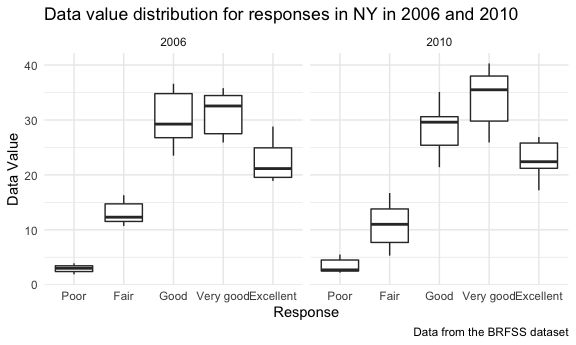 Data value distribution for responses in NY in 2006 and 2010
2006
2010
Data Value
40
30
20
10
0
Poor Fair Good Very good Excellent
Poor Fair Good Very good Excellent
Response
Data from the BRFSS dataset